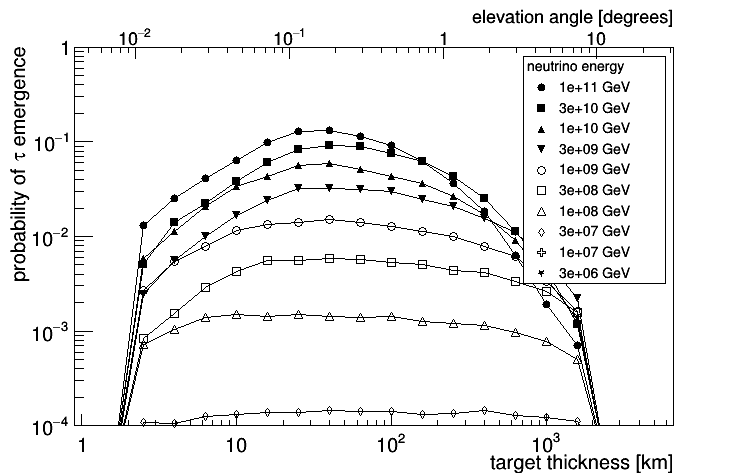 elevation angle [degrees]
10⁻² 10⁻¹ 1 10
1
10⁻¹
10⁻²
10⁻³
10⁻⁴
probability of τ emergence
neutrino energy
1e+11 GeV
3e+10 GeV
1e+10 GeV
3e+09 GeV
1e+09 GeV
3e+08 GeV
1e+08 GeV
3e+07 GeV
1e+07 GeV
3e+06 GeV
1 10 10² 10³
target thickness [km]